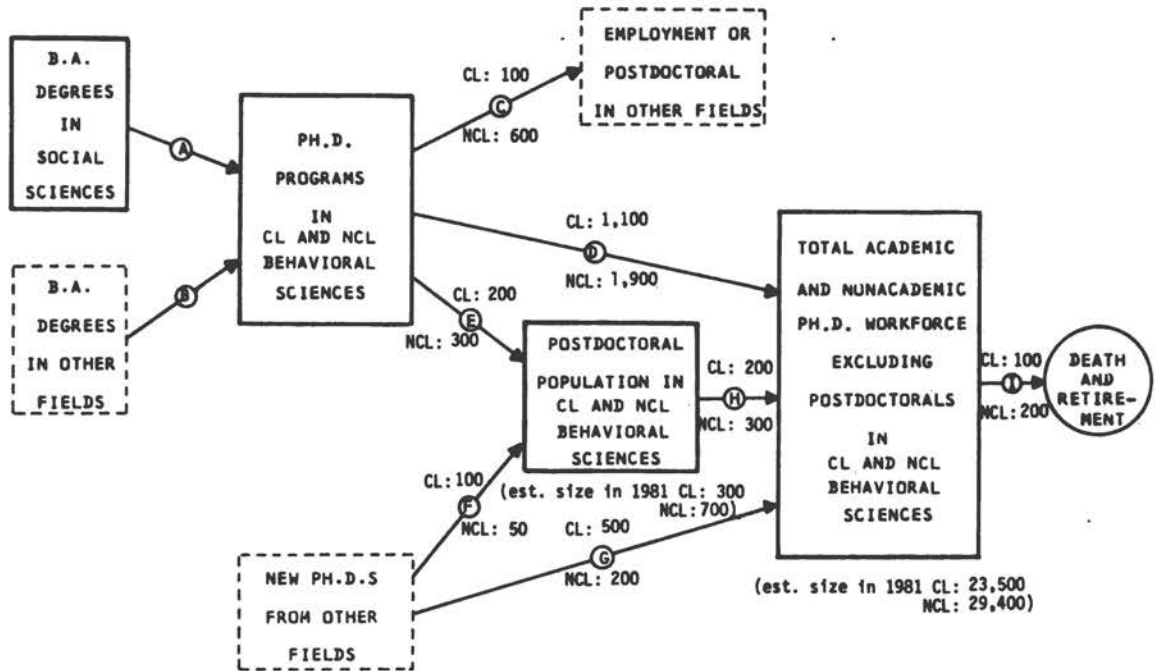 B.A.
DEGREES
IN
SOCIAL
SCIENCES
A
B.A.
DEGREES
IN OTHER
FIELDS
B
PH.D.
PROGRAMS
IN
CL AND NCL
BEHAVIORAL
SCIENCES
CL: 100
C
NCL: 600
EMPLOYMENT OR
POSTDOCTORAL
IN OTHER FIELDS
CL: 1,100
D
NCL: 1,900
CL: 200
E
NCL: 300
POSTDOCTORAL
POPULATION IN
CL AND NCL
BEHAVIORAL
SCIENCES
(est. size in 1981 CL: 300
NCL:700)
CL: 200
H
NCL: 300
CL:100
F
NCL: 50
CL: 500
G
NCL: 200
NEW PH.D.S
FROM OTHER
FIELDS
TOTAL ACADEMIC
AND NUNACADEMIC
PH.D. WORKFORCE
EXCLUDING
POSTDOCTORALS
IN
CL AND NCL
BEHAVIORAL
SCIENCES
(est. size in 1981 CL: 23,500
NCL: 29,400)
CL:100
I
NCL: 200
DEATH
AND
RETIRE-
MENT